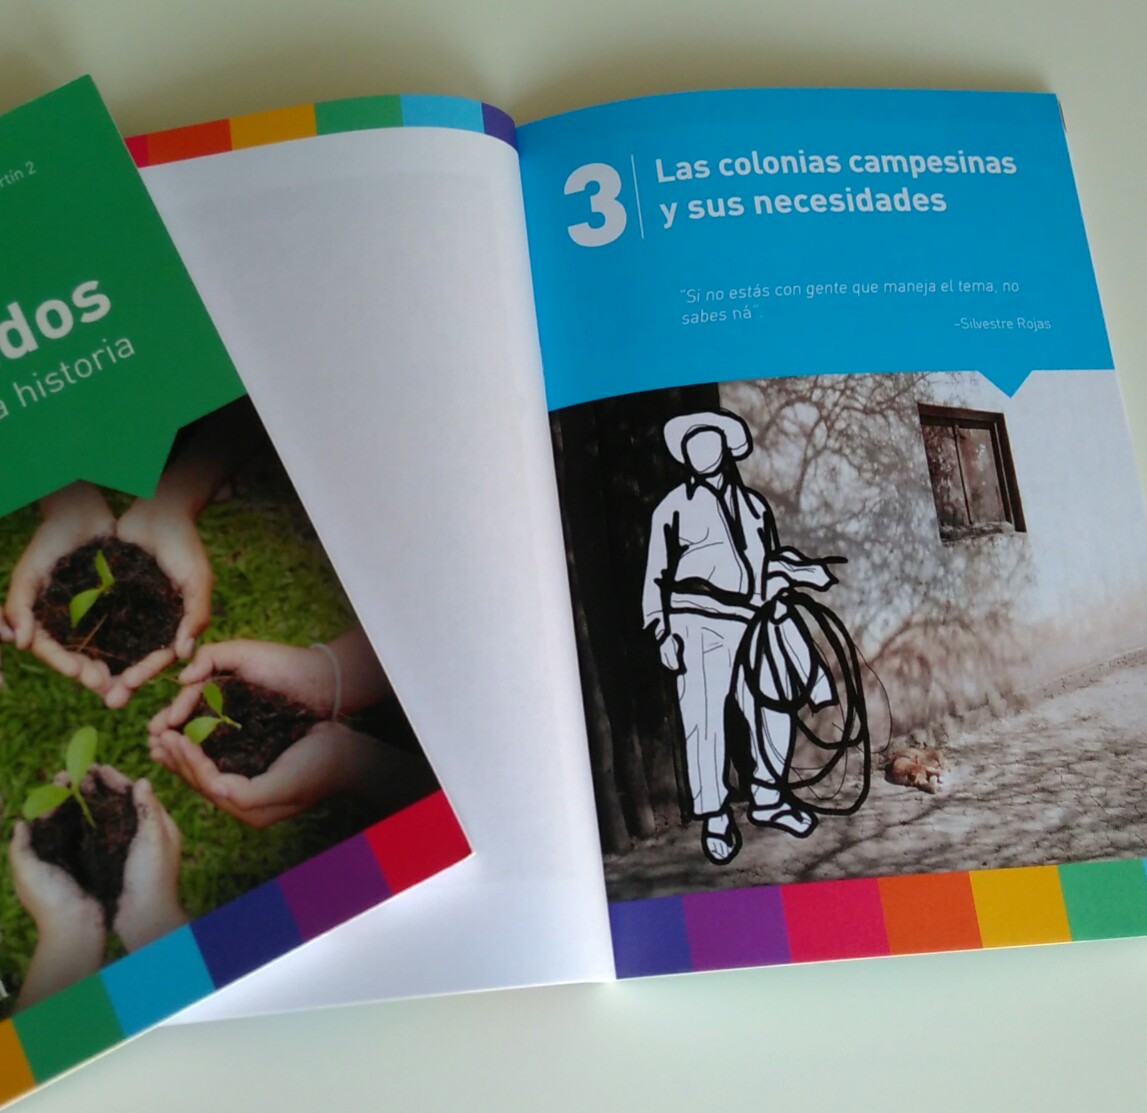 rtín 2
dos
a historia
3
Las colonias campesinas
y sus necesidades
"Si no estás con gente que maneja el tema, no
sabes ná".
–Silvestre Rojas